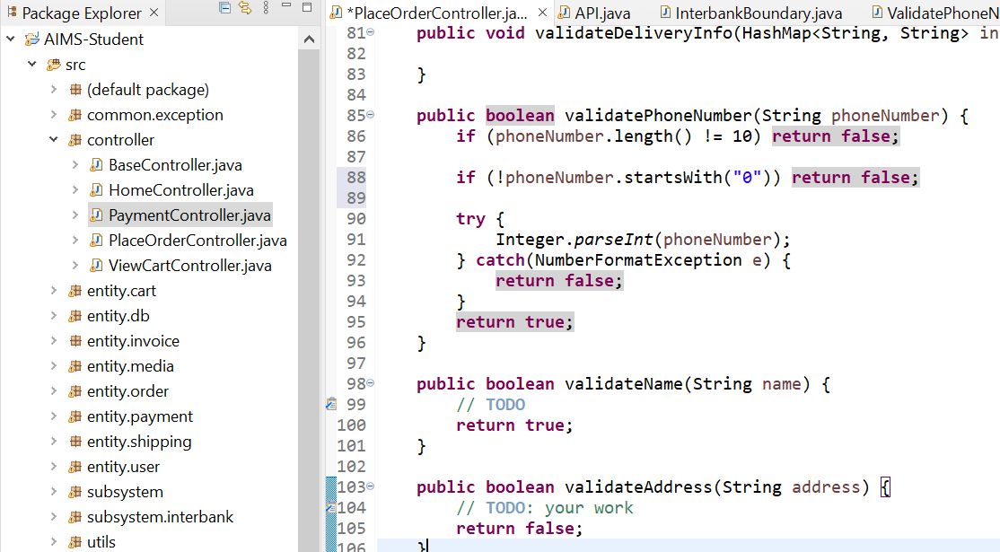 Package Explorer
AIMS-Student
src
(default package)
common.exception
controller
BaseController.java
HomeController.java
PaymentController.java
PlaceOrderController.java
ViewCartController.java
entity.cart
entity.db
entity.invoice
entity.media
entity.order
entity.payment
entity.shipping
entity.user
subsystem
subsystem.interbank
utils
*PlaceOrderController.ja... API.java InterbankBoundary.java ValidatePhoneN
81 public void validateDeliveryInfo(HashMap<String, String> in
82
83 }
84
85 public boolean validatePhoneNumber(String phoneNumber) {
86 if (phoneNumber.length() != 10) return false;
87
88 if (!phoneNumber.startsWith("0")) return false;
89
90 try {
91 Integer.parseInt(phoneNumber);
92 } catch(NumberFormatException e) {
93 return false;
94 }
95 return true;
96 }
97
98 public boolean validateName(String name) {
99 // TODO
100 return true;
101 }
102
103 public boolean validateAddress(String address) {
104 // TODO: your work
105 return false;
106 }